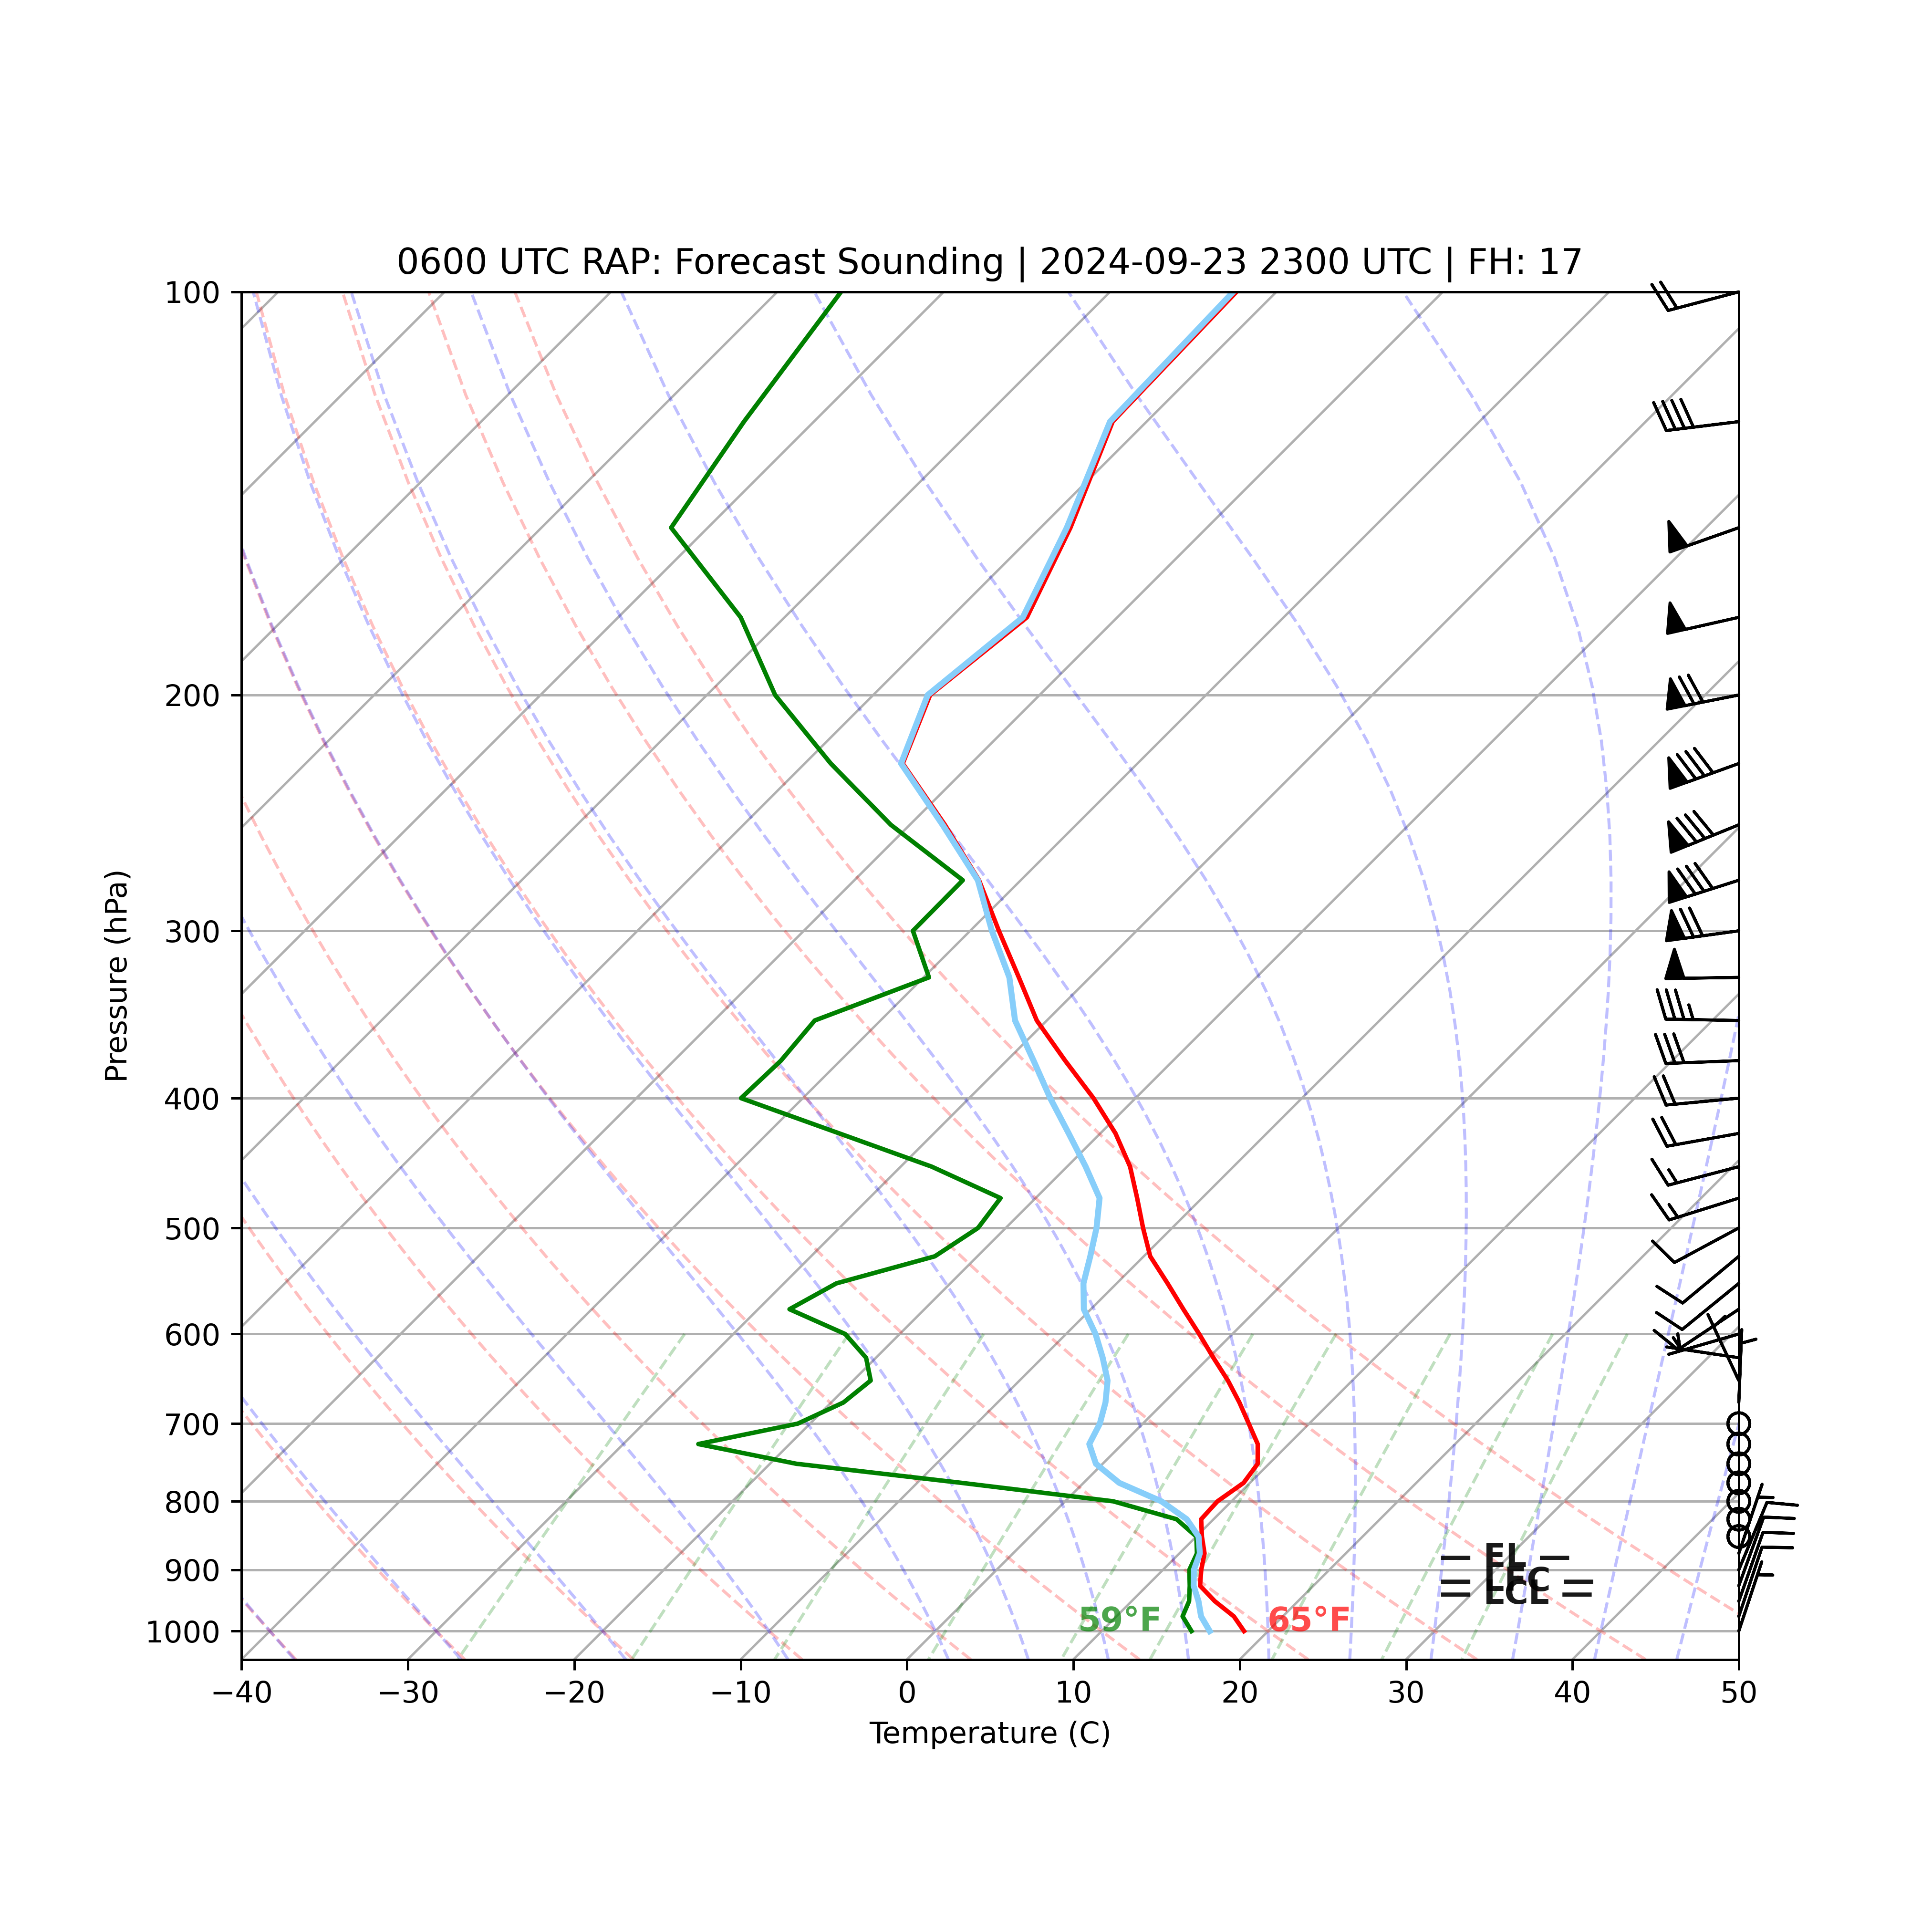 0600 UTC RAP: Forecast Sounding | 2024-09-23 2300 UTC | FH: 17
100
200
300
400
500
600
700
800
900
1000
Pressure (hPa)
− EL −
− LFC −
− LCL −
59°F
65°F
−40 −30 −20 −10 0 10 20 30 40 50
Temperature (C)